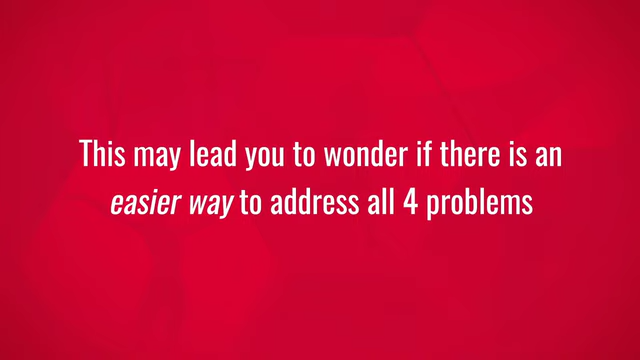 This may lead you to wonder if there is an
easier way to address all 4 problems